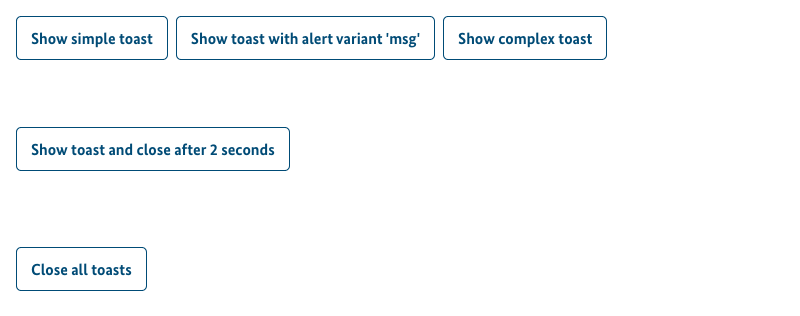 Show simple toast
Show toast with alert variant 'msg'
Show complex toast
Show toast and close after 2 seconds
Close all toasts